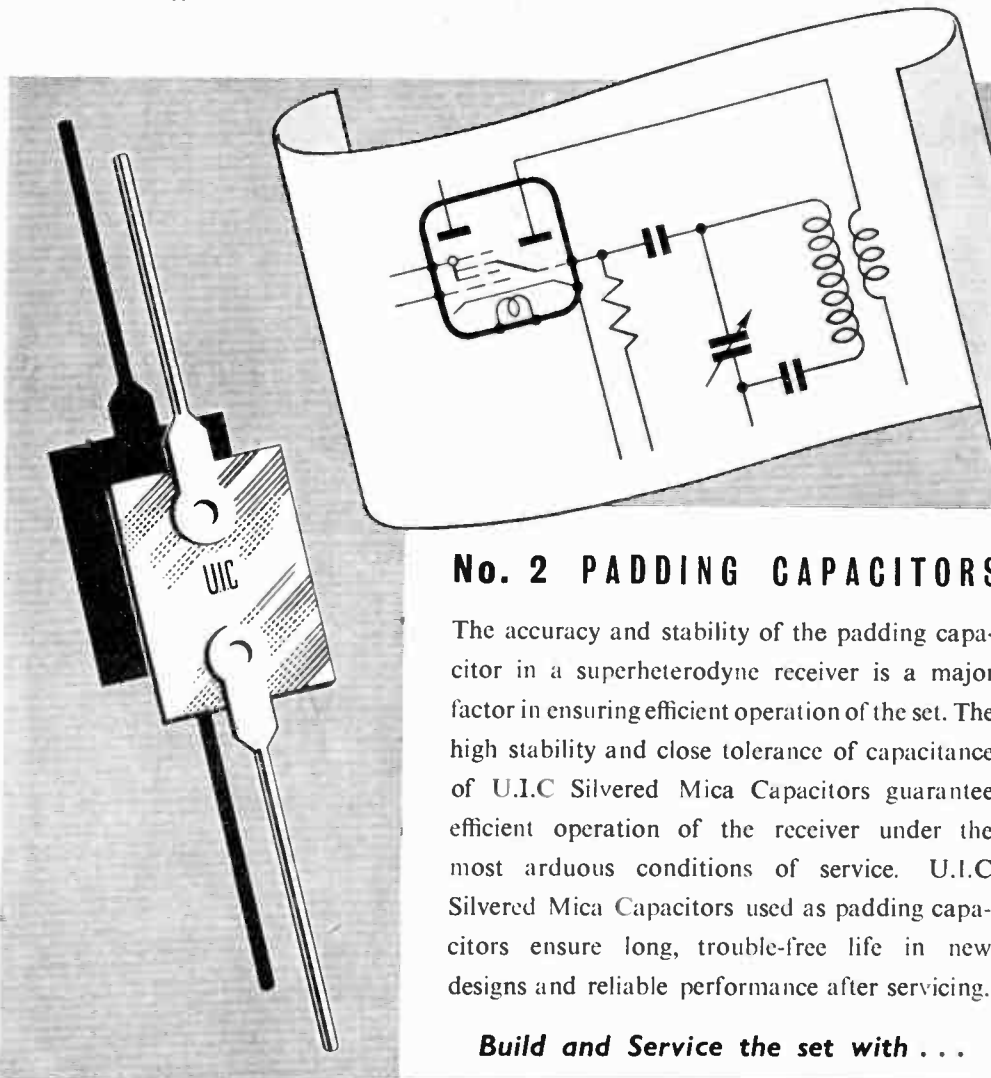 UIC
No. 2 PADDING CAPACITORS
The accuracy and stability of the padding capa-
citor in a superheterodyne receiver is a major
factor in ensuring efficient operation of the set. The
high stability and close tolerance of capacitance
of U.I.C Silvered Mica Capacitors guarantee
efficient operation of the receiver under the
most arduous conditions of service. U.I.C
Silvered Mica Capacitors used as padding capa-
citors ensure long, trouble-free life in new
designs and reliable performance after servicing.
Build and Service the set with . . .